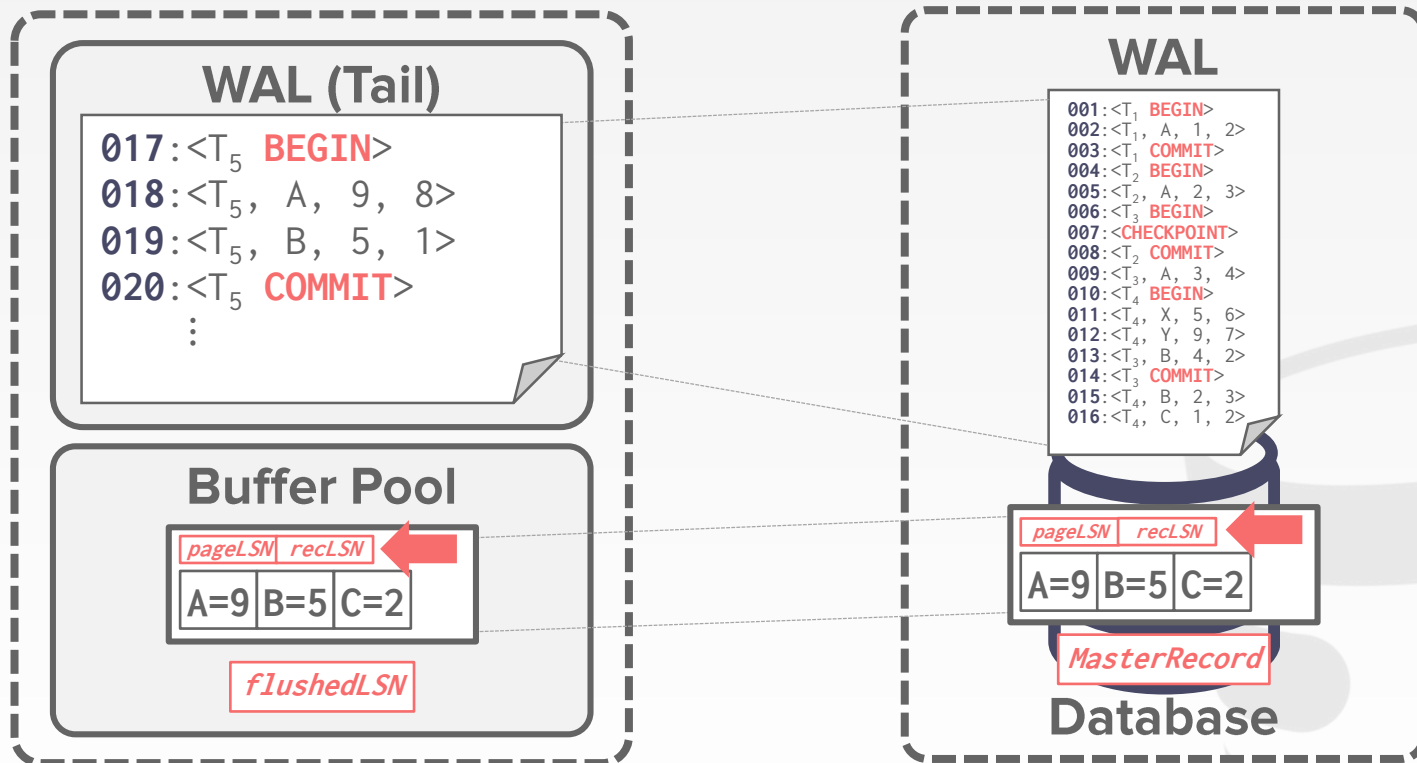 WAL (Tail)
017:<T5 BEGIN>
018:<T5, A, 9, 8>
019:<T5, B, 5, 1>
020:<T5 COMMIT>
⋮
Buffer Pool
pageLSN recLSN
A=9 B=5 C=2
flushedLSN
WAL
001:<T1 BEGIN>
002:<T1, A, 1, 2>
003:<T1 COMMIT>
004:<T2 BEGIN>
005:<T2, A, 2, 3>
006:<T3 BEGIN>
007:<CHECKPOINT>
008:<T2 COMMIT>
009:<T3, A, 3, 4>
010:<T4 BEGIN>
011:<T4, X, 5, 6>
012:<T4, Y, 9, 7>
013:<T3, B, 4, 2>
014:<T3 COMMIT>
015:<T4, B, 2, 3>
016:<T4, C, 1, 2>
pageLSN recLSN
A=9 B=5 C=2
MasterRecord
Database